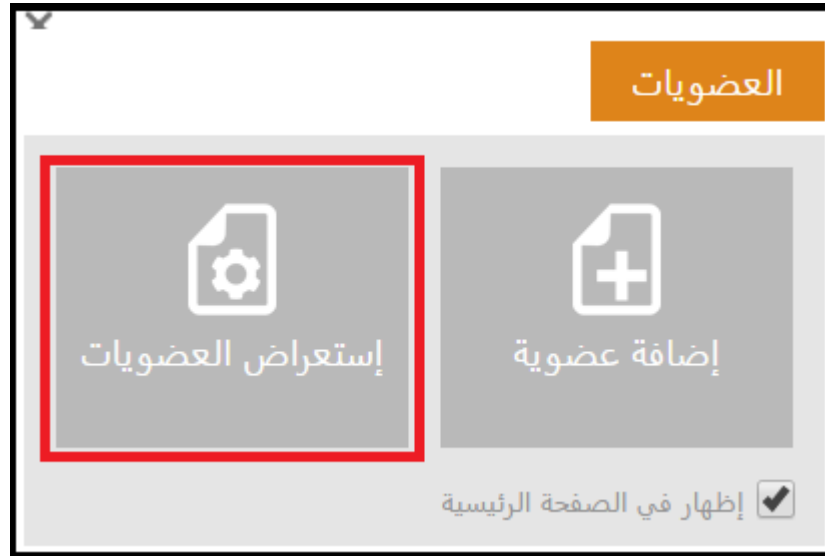 العضويات
إضافة عضوية
إستعراض العضويات
إظهار في الصفحة الرئيسية